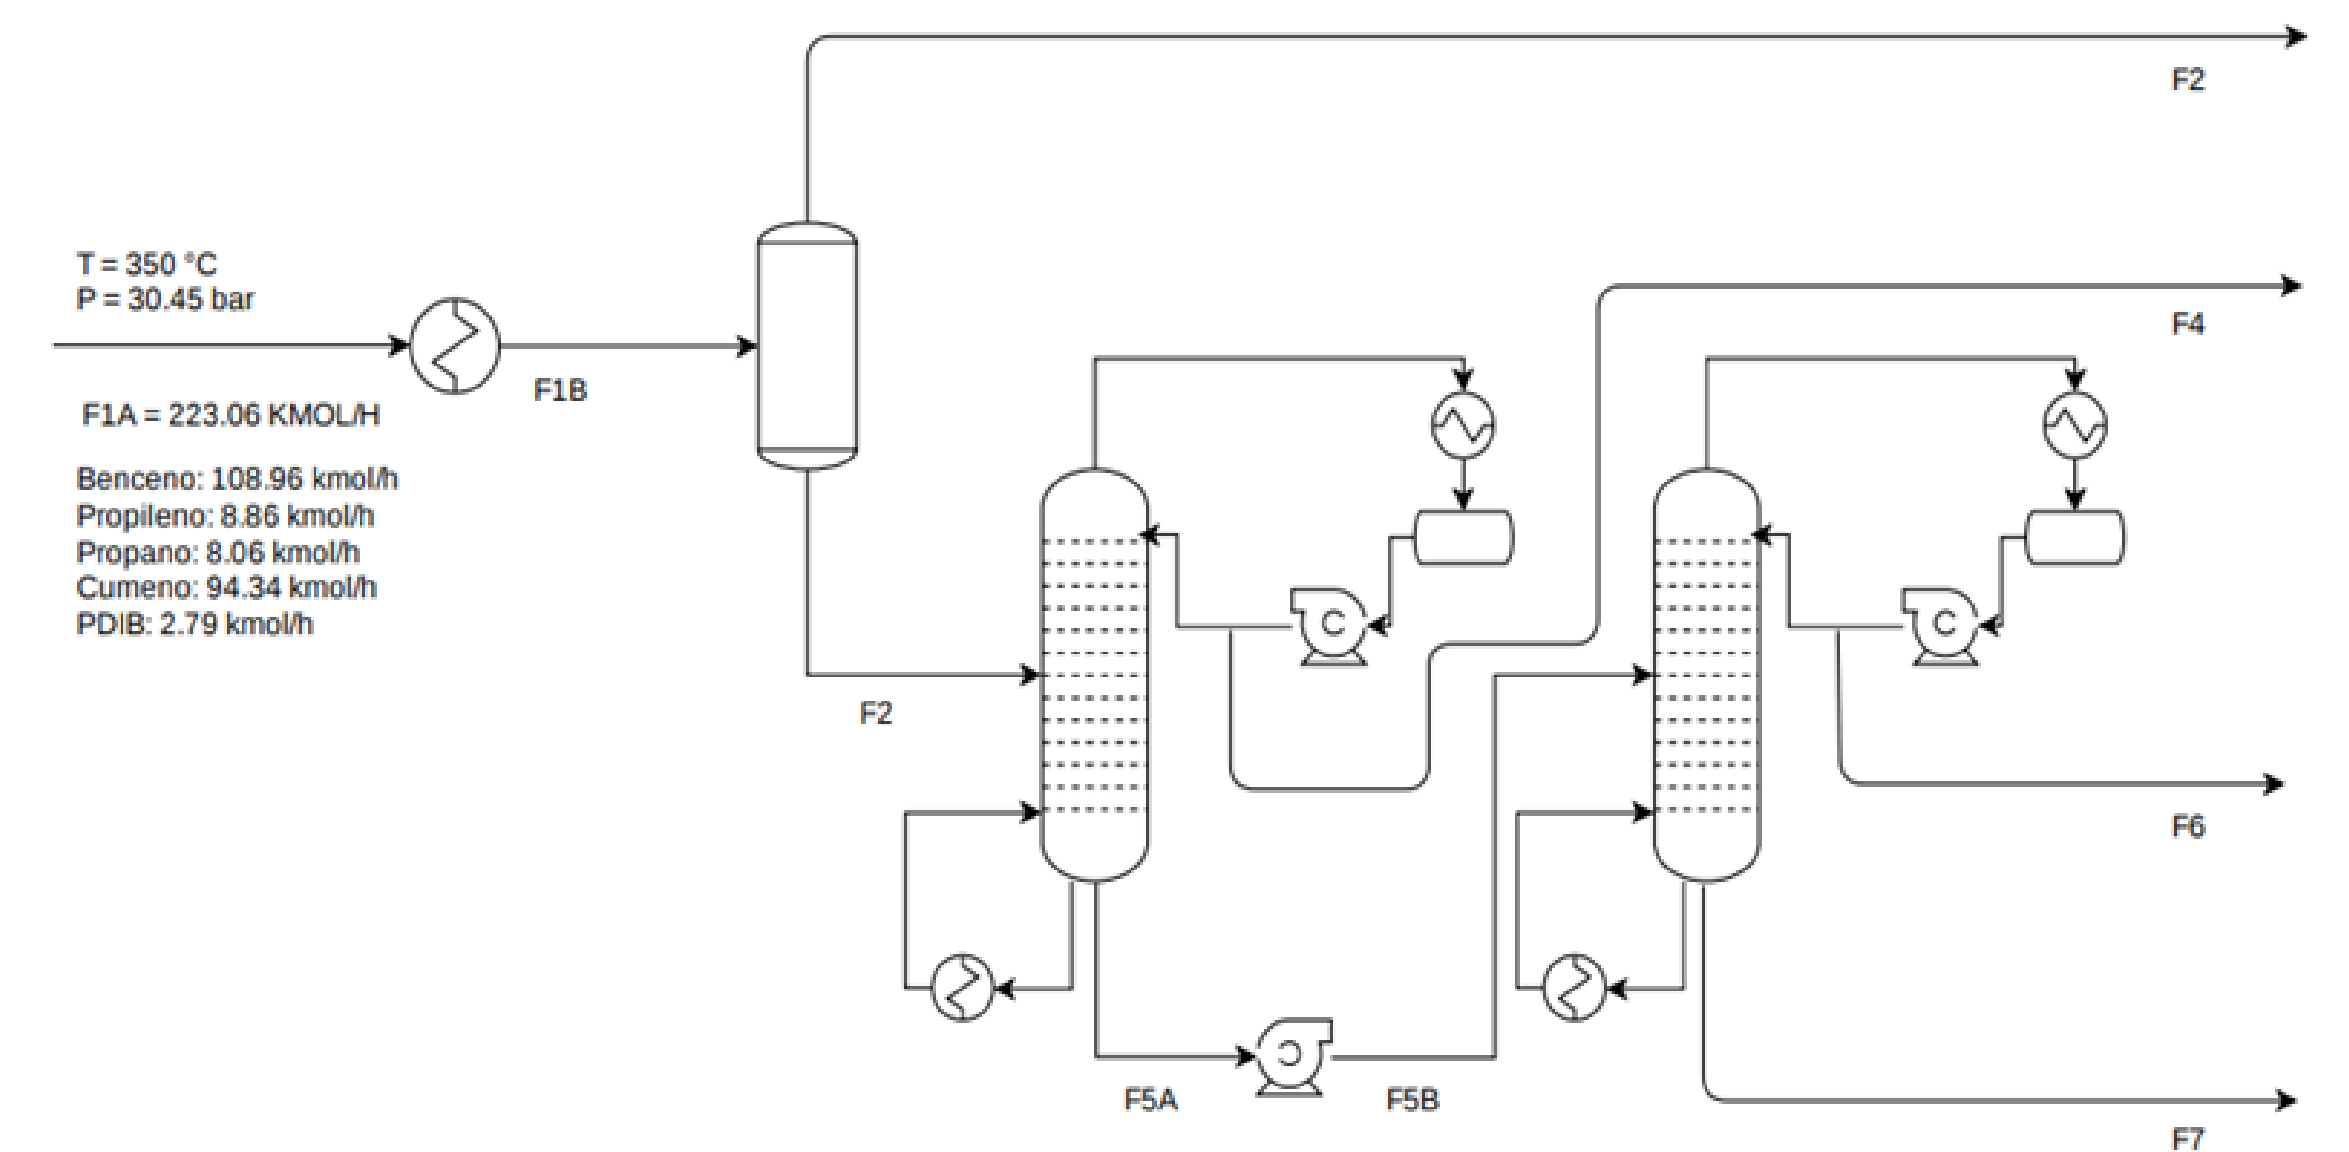 F2
T = 350 °C
P = 30.45 bar
F4
F1B
F1A = 223.06 KMOL/H
Benceno: 108.96 kmol/h
Propileno: 8.86 kmol/h
Propano: 8.06 kmol/h
Cumeno: 94.34 kmol/h
PDIB: 2.79 kmol/h
C
C
F2
F6
C
F5A
F5B
F7